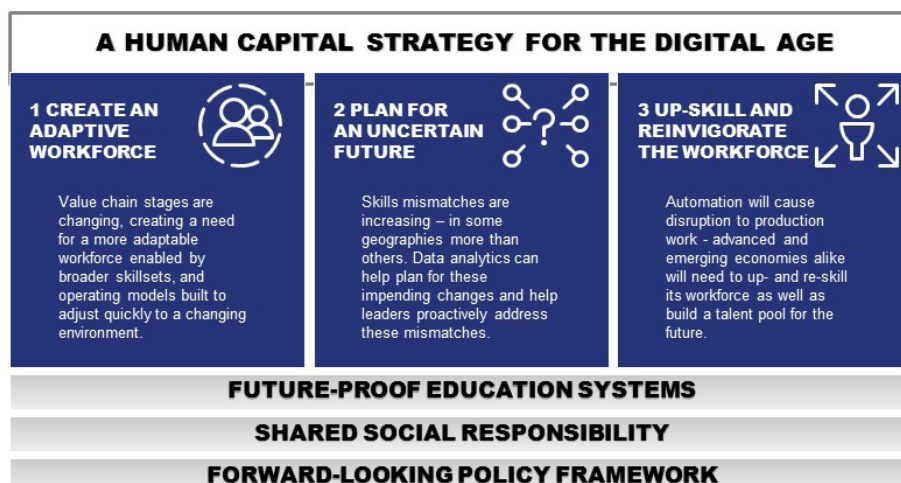 A HUMAN CAPITAL STRATEGY FOR THE DIGITAL AGE
1 CREATE AN
ADAPTIVE
WORKFORCE
Value chain stages are
changing, creating a need
for a more adaptable
workforce enabled by
broader skillsets, and
operating models built to
adjust quickly to a changing
environment.
2 PLAN FOR
AN UNCERTAIN
FUTURE
?
Skills mismatches are
increasing – in some
geographies more than
others. Data analytics can
help plan for these
impending changes and help
leaders proactively address
these mismatches.
3 UP-SKILL AND
REINVIGORATE
THE WORKFORCE
Automation will cause
disruption to production
work - advanced and
emerging economies alike
will need to up- and re-skill
its workforce as well as
build a talent pool for the
future.
FUTURE-PROOF EDUCATION SYSTEMS
SHARED SOCIAL RESPONSIBILITY
FORWARD-LOOKING POLICY FRAMEWORK